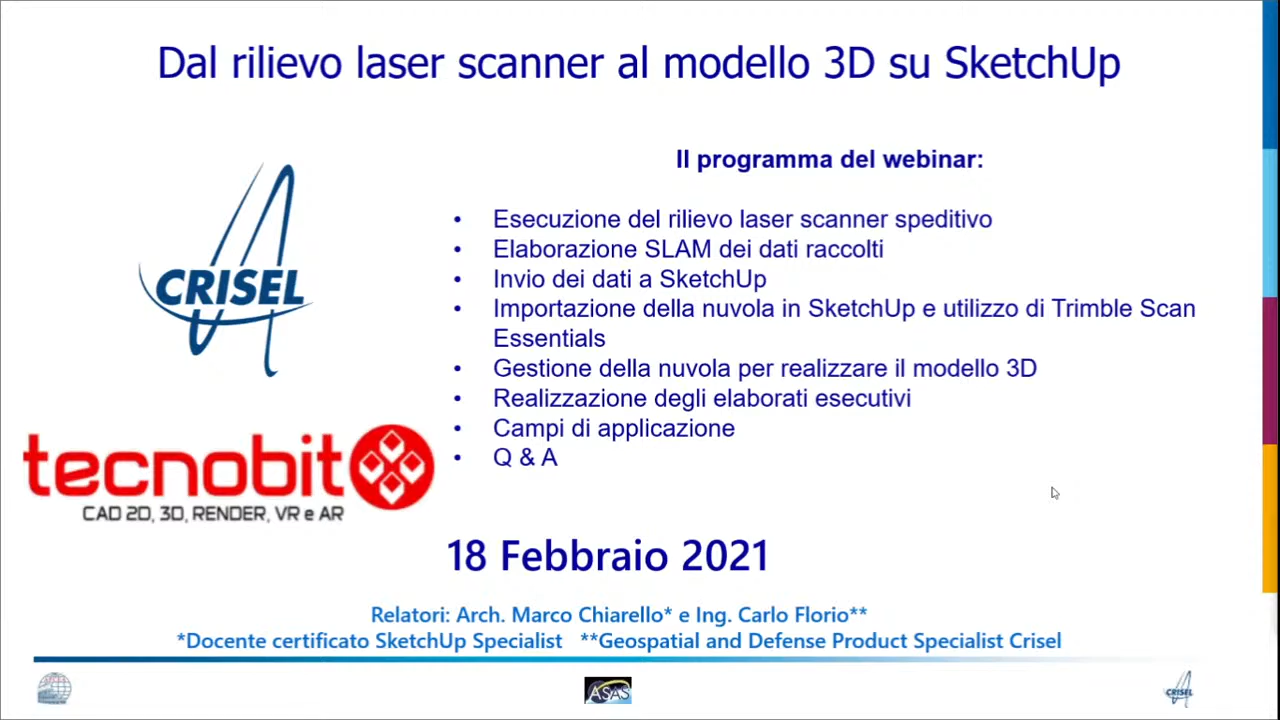 Dal rilievo laser scanner al modello 3D su SketchUp
Il programma del webinar:
• Esecuzione del rilievo laser scanner speditivo
• Elaborazione SLAM dei dati raccolti
• Invio dei dati a SketchUp
• Importazione della nuvola in SketchUp e utilizzo di Trimble Scan
Essentials
• Gestione della nuvola per realizzare il modello 3D
• Realizzazione degli elaborati esecutivi
• Campi di applicazione
• Q & A
CRISEL
tecnobit
CAD 2D, 3D, RENDER, VR e AR
18 Febbraio 2021
Relatori: Arch. Marco Chiarello* e Ing. Carlo Florio**
*Docente certificato SketchUp Specialist **Geospatial and Defense Product Specialist Crisel
ASAS
CRISEL